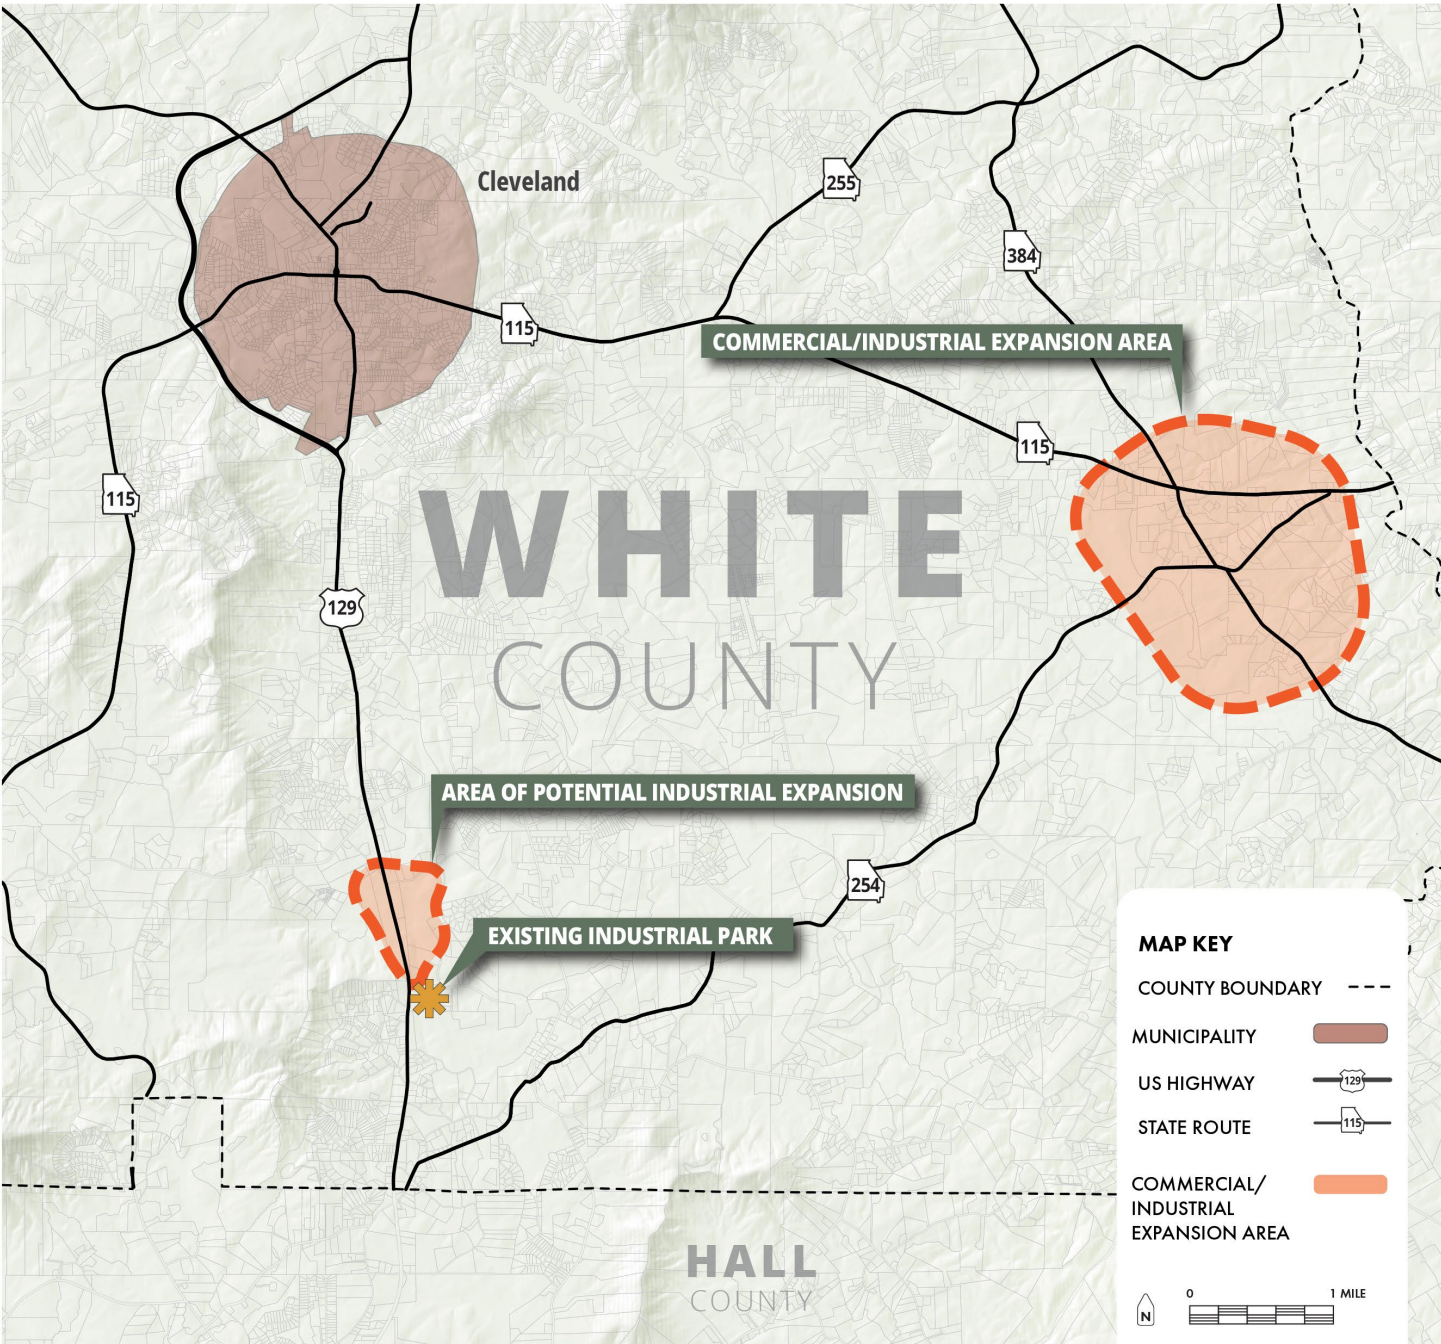 Cleveland
255
384
115
COMMERCIAL/INDUSTRIAL EXPANSION AREA
115
115
WHITE
COUNTY
129
AREA OF POTENTIAL INDUSTRIAL EXPANSION
254
EXISTING INDUSTRIAL PARK
HALL
COUNTY
MAP KEY
COUNTY BOUNDARY
MUNICIPALITY
US HIGHWAY 129
STATE ROUTE 115
COMMERCIAL/
INDUSTRIAL
EXPANSION AREA
N
0 1 MILE